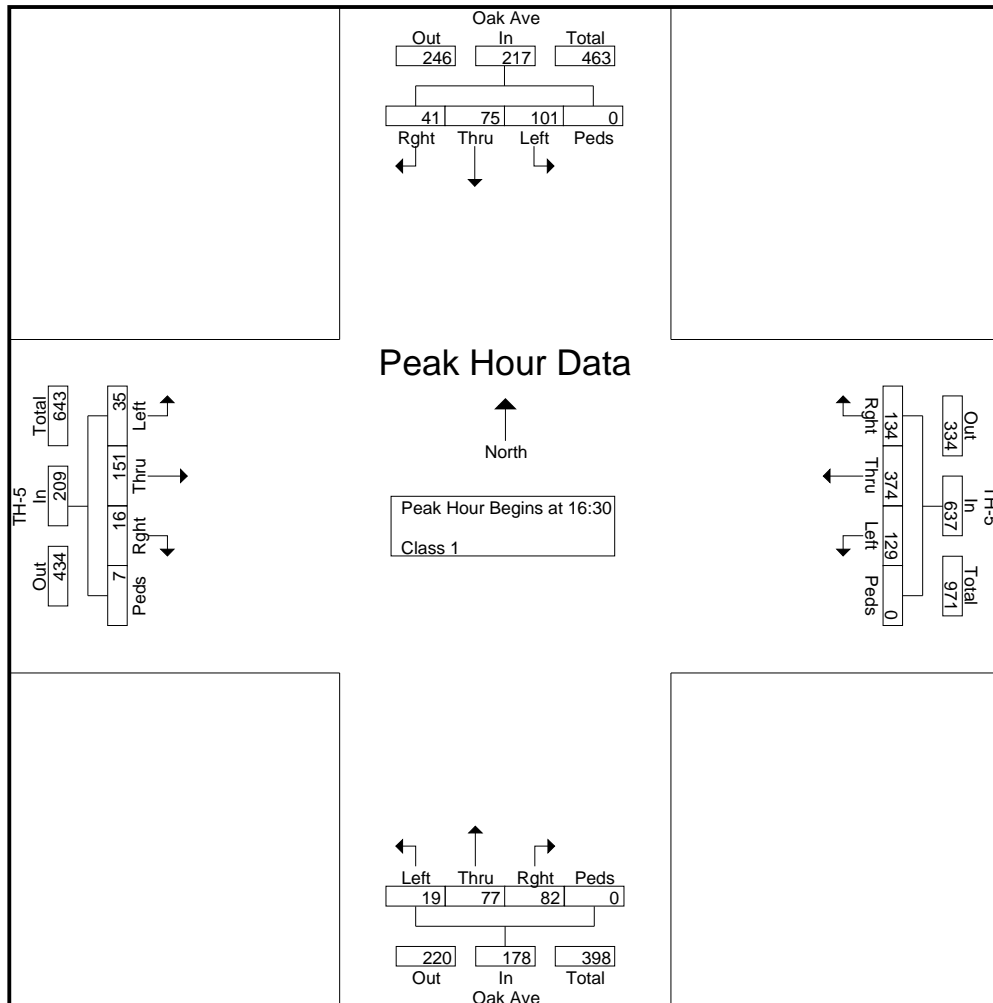 Oak Ave
Out In Total
246 217 463
41 75 101 0
Rght Thru Left Peds
Peak Hour Data
North
Peak Hour Begins at 16:30
Class 1
TH-5
Total In Out
643 209 434
35 151 16 7
Left Thru Rght Peds
TH-5
Out In Total
334 637 971
134 374 129 0
Rght Thru Left Peds
Left Thru Rght Peds
19 77 82 0
220 178 398
Out In Total
Oak Ave